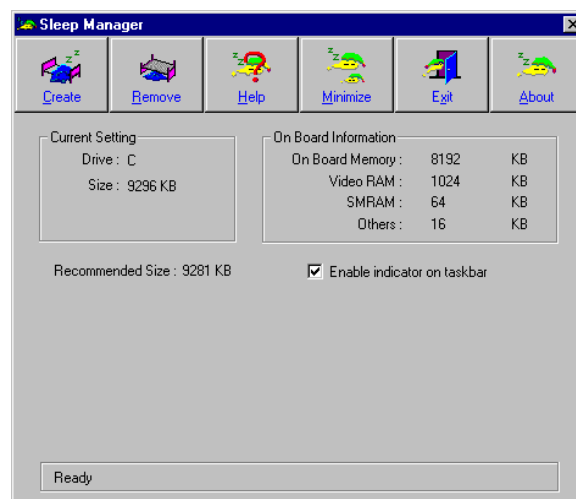 Sleep Manager
Create Remove Help Minimize Exit About
Current Setting
Drive : C
Size : 9296 KB
On Board Information
On Board Memory : 8192 KB
Video RAM : 1024 KB
SMRAM : 64 KB
Others : 16 KB
Recommended Size : 9281 KB
Enable indicator on taskbar
Ready